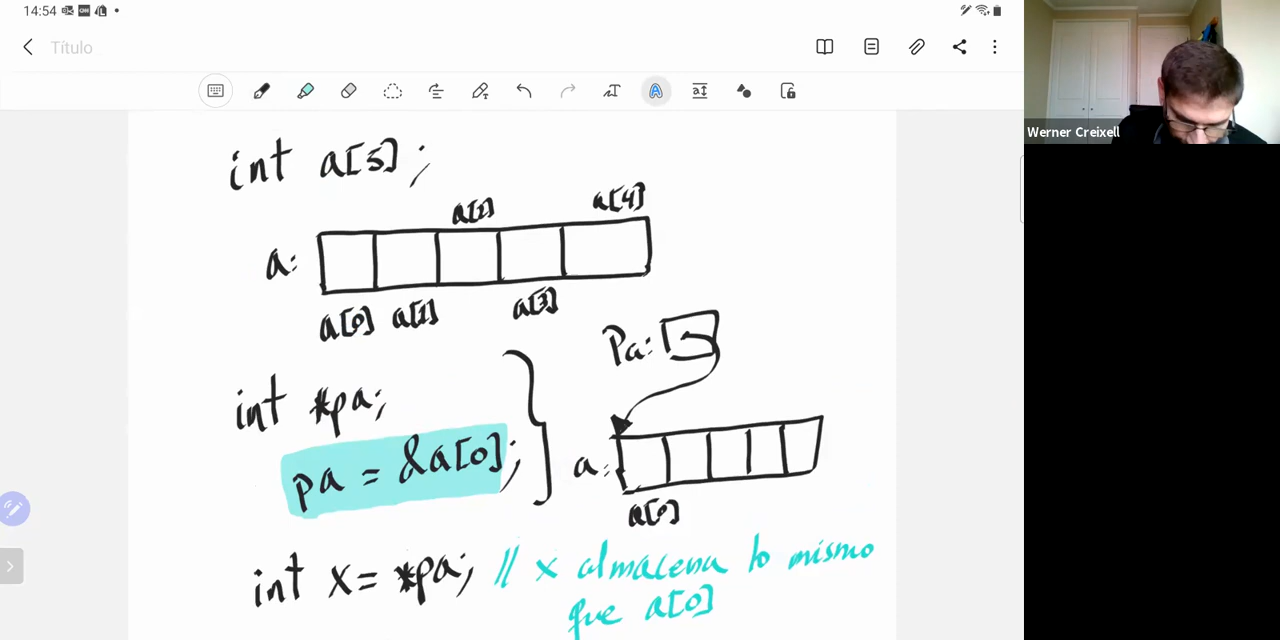 14:54
Título
Werner Creixell
int a[5];
a[2] a[4]
a:
a[0] a[1] a[3]
Pa:
int *pa;
pa = &a[0];
a:
a[0]
int x= *pa; // x almacena lo mismo
que a[0]